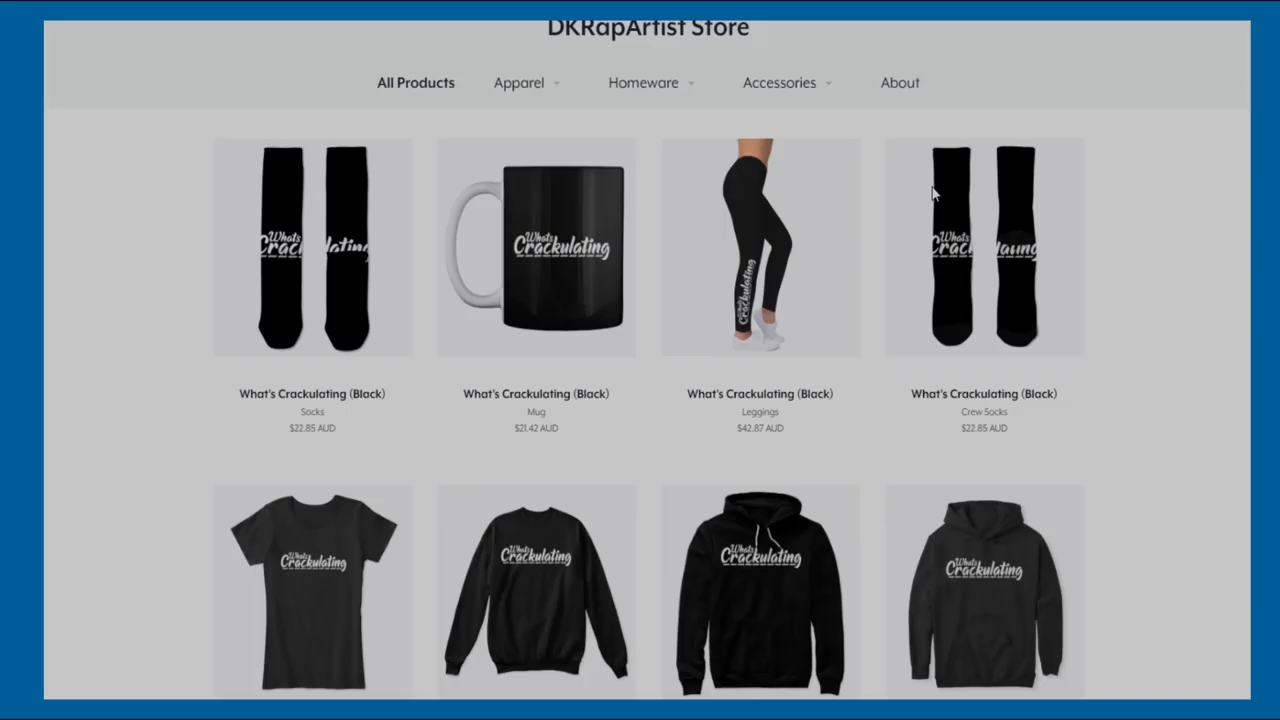 DKRapArtist Store
All Products Apparel Homeware Accessories About
Whats
Crackulating
Whats
Crackulating
Whats
Crackulating
Whats
What's Crackulating (Black)
What's Crackulating (Black)
What's Crackulating (Black)
What's Crackulating (Black)
Socks
Mug
Leggings
Crew Socks
$22.85 AUD
$21.42 AUD
$42.87 AUD
$22.85 AUD
Whats
Crackulating
Whats
Crackulating
Whats
Crackulating
Whats
Crackulating